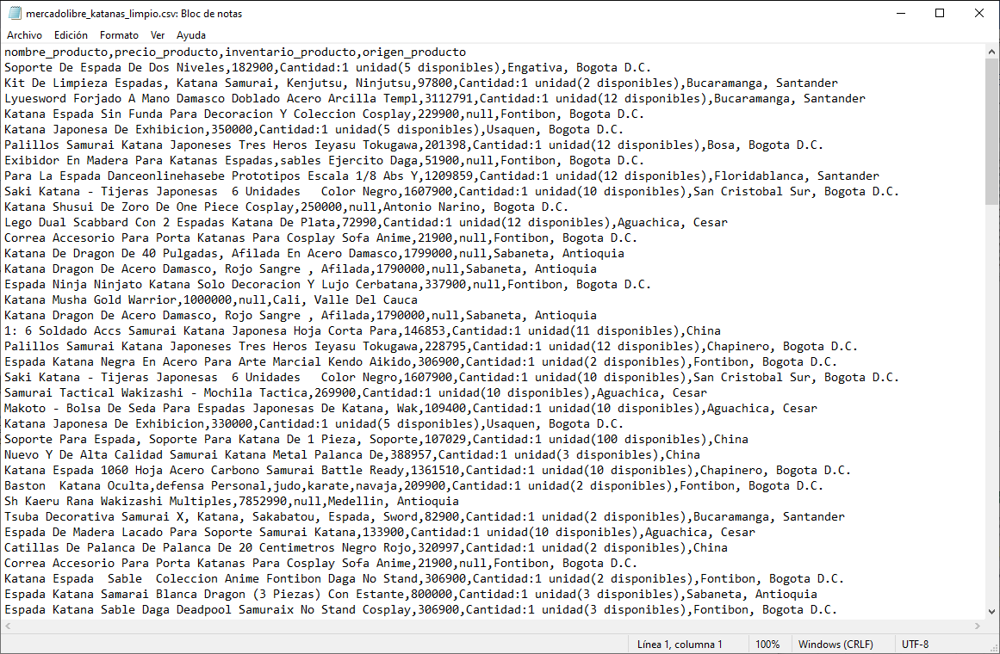 mercadolibre_katanas_limpio.csv: Bloc de notas
Archivo Edición Formato Ver Ayuda
nombre_producto,precio_producto,inventario_producto,origen_producto
Soporte De Espada De Dos Niveles,182900,Cantidad:1 unidad(5 disponibles),Engativa, Bogota D.C.
Kit De Limpieza Espadas, Katana Samurai, Kenjutsu, Ninjutsu,97800,Cantidad:1 unidad(2 disponibles),Bucaramanga, Santander
Lyuesword Forjado A Mano Damasco Doblado Acero Arcilla Templ,3112791,Cantidad:1 unidad(12 disponibles),Bucaramanga, Santander
Katana Espada Sin Funda Para Decoracion Y Coleccion Cosplay,229900,null,Fontibon, Bogota D.C.
Katana Japonesa De Exhibicion,350000,Cantidad:1 unidad(5 disponibles),Usaquen, Bogota D.C.
Palillos Samurai Katana Japoneses Tres Heros Ieyasu Tokugawa,201398,Cantidad:1 unidad(12 disponibles),Bosa, Bogota D.C.
Exibidor En Madera Para Katanas Espadas,sables Ejercito Daga,51900,null,Fontibon, Bogota D.C.
Para La Espada Danceonlinehasebe Prototipos Escala 1/8 Abs Y,1209859,Cantidad:1 unidad(12 disponibles),Floridablanca, Santander
Saki Katana - Tijeras Japonesas  6 Unidades   Color Negro,1607900,Cantidad:1 unidad(10 disponibles),San Cristobal Sur, Bogota D.C.
Katana Shusui De Zoro De One Piece Cosplay,250000,null,Antonio Narino, Bogota D.C.
Lego Dual Scabbard Con 2 Espadas Katana De Plata,72990,Cantidad:1 unidad(12 disponibles),Aguachica, Cesar
Correa Accesorio Para Porta Katanas Para Cosplay Sofa Anime,21900,null,Fontibon, Bogota D.C.
Katana De Dragon De 40 Pulgadas, Afilada En Acero Damasco,1799000,null,Sabaneta, Antioquia
Katana Dragon De Acero Damasco, Rojo Sangre , Afilada,1790000,null,Sabaneta, Antioquia
Espada Ninja Ninjato Katana Solo Decoracion Y Lujo Cerbatana,337900,null,Fontibon, Bogota D.C.
Katana Musha Gold Warrior,1000000,null,Cali, Valle Del Cauca
Katana Dragon De Acero Damasco, Rojo Sangre , Afilada,1790000,null,Sabaneta, Antioquia
1: 6 Soldado Accs Samurai Katana Japonesa Hoja Corta Para,146853,Cantidad:1 unidad(11 disponibles),China
Palillos Samurai Katana Japoneses Tres Heros Ieyasu Tokugawa,228795,Cantidad:1 unidad(12 disponibles),Chapinero, Bogota D.C.
Espada Katana Negra En Acero Para Arte Marcial Kendo Aikido,306900,Cantidad:1 unidad(2 disponibles),Fontibon, Bogota D.C.
Saki Katana - Tijeras Japonesas  6 Unidades   Color Negro,1607900,Cantidad:1 unidad(10 disponibles),San Cristobal Sur, Bogota D.C.
Samurai Tactical Wakizashi - Mochila Tactica,269900,Cantidad:1 unidad(10 disponibles),Aguachica, Cesar
Makoto - Bolsa De Seda Para Espadas Japonesas De Katana, Wak,109400,Cantidad:1 unidad(10 disponibles),Aguachica, Cesar
Katana Japonesa De Exhibicion,330000,Cantidad:1 unidad(5 disponibles),Usaquen, Bogota D.C.
Soporte Para Espada, Soporte Para Katana De 1 Pieza, Soporte,107029,Cantidad:1 unidad(100 disponibles),China
Nuevo Y De Alta Calidad Samurai Katana Metal Palanca De,388957,Cantidad:1 unidad(3 disponibles),China
Katana Espada 1060 Hoja Acero Carbono Samurai Battle Ready,1361510,Cantidad:1 unidad(10 disponibles),Chapinero, Bogota D.C.
Baston  Katana Oculta,defensa Personal,judo,karate,navaja,209900,Cantidad:1 unidad(2 disponibles),Fontibon, Bogota D.C.
Sh Kaeru Rana Wakizashi Multiples,7852990,null,Medellin, Antioquia
Tsuba Decorativa Samurai X, Katana, Sakabatou, Espada, Sword,82900,Cantidad:1 unidad(2 disponibles),Bucaramanga, Santander
Espada De Madera Lacado Para Soporte Samurai Katana,133900,Cantidad:1 unidad(10 disponibles),Aguachica, Cesar
Catillas De Palanca De Palanca De 20 Centimetros Negro Rojo,320997,Cantidad:1 unidad(2 disponibles),China
Correa Accesorio Para Porta Katanas Para Cosplay Sofa Anime,21900,null,Fontibon, Bogota D.C.
Katana Espada  Sable  Coleccion Anime Fontibon Daga No Stand,306900,Cantidad:1 unidad(2 disponibles),Fontibon, Bogota D.C.
Espada Katana Samarai Blanca Dragon (3 Piezas) Con Estante,800000,Cantidad:1 unidad(3 disponibles),Sabaneta, Antioquia
Espada Katana Sable Daga Deadpool Samuraix No Stand Cosplay,306900,Cantidad:1 unidad(3 disponibles),Fontibon, Bogota D.C.
Línea 1, columna 1 100% Windows (CRLF) UTF-8